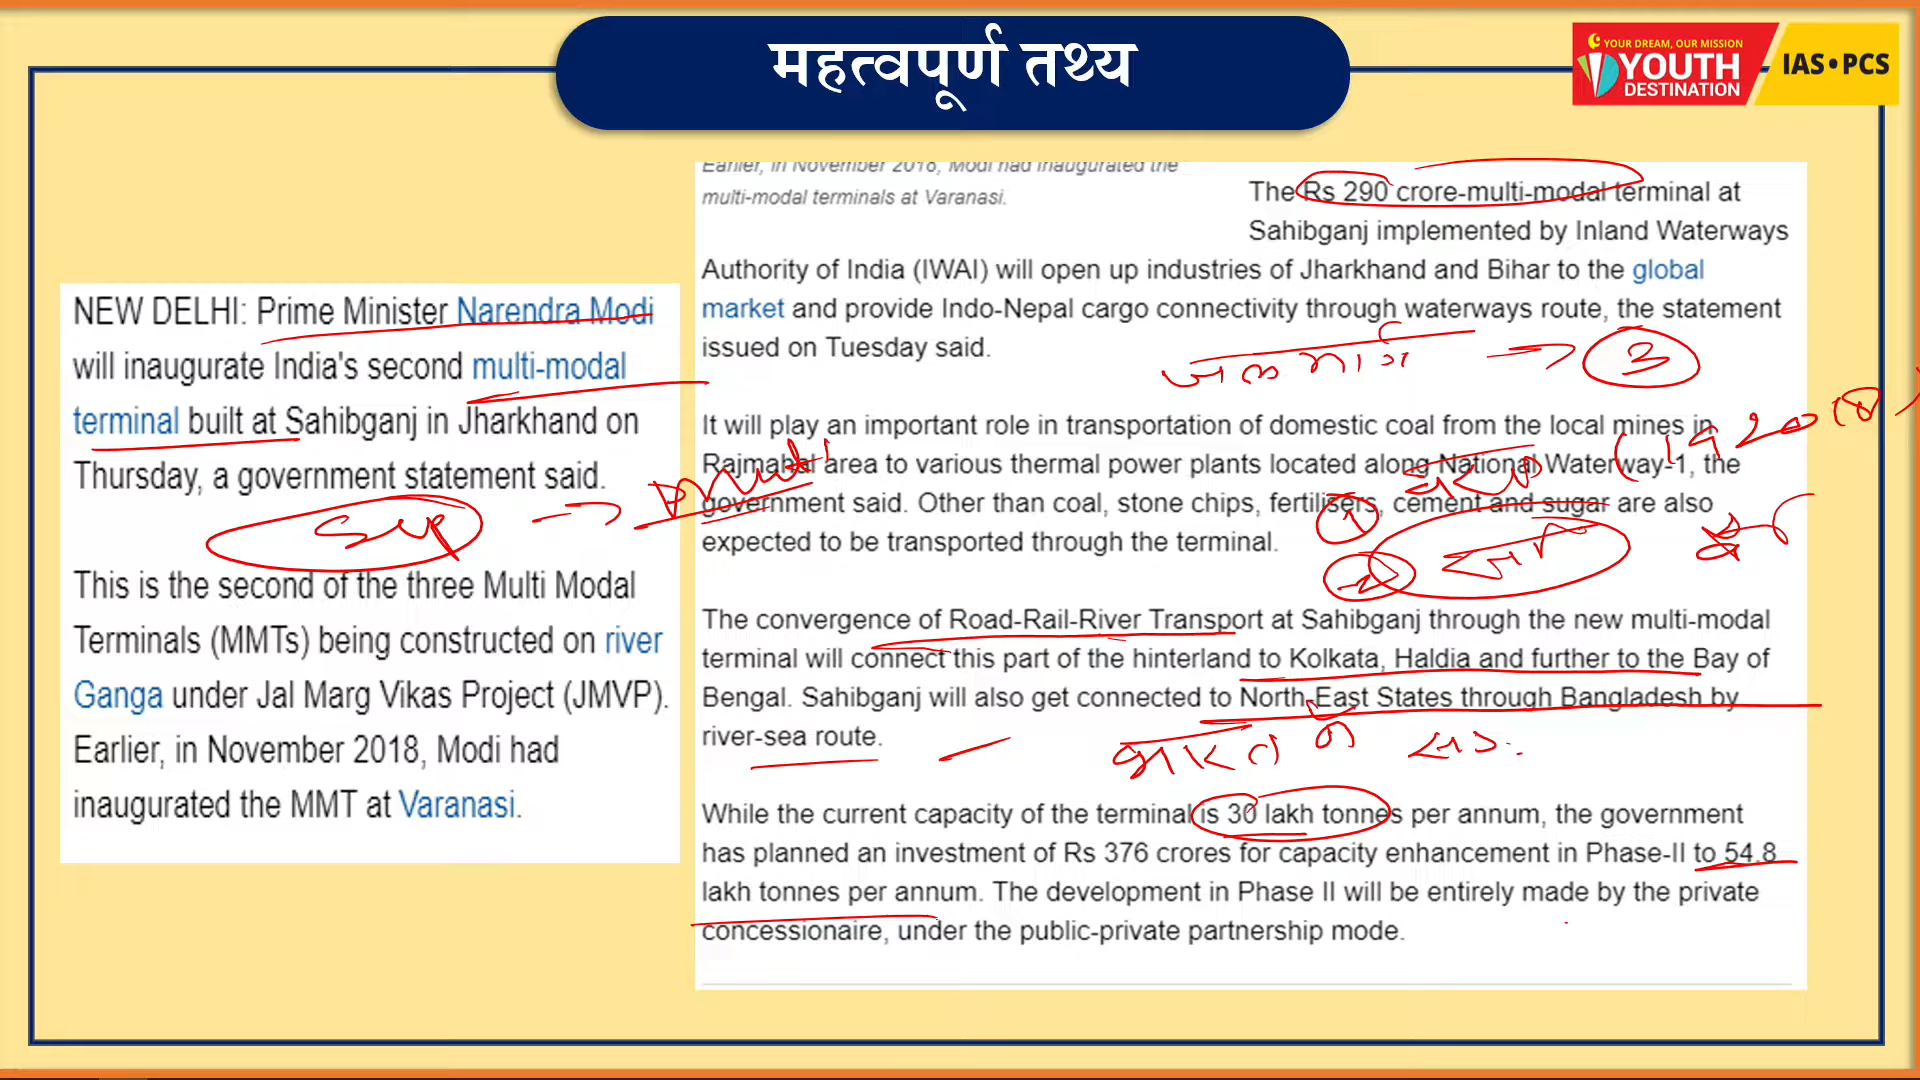 महत्वपूर्ण तथ्य
YOUR DREAM, OUR MISSION
YOUTH
DESTINATION
IAS•PCS
NEW DELHI: Prime Minister Narendra Modi
will inaugurate India's second multi-modal
terminal built at Sahibganj in Jharkhand on
Thursday, a government statement said.
This is the second of the three Multi Modal
Terminals (MMTs) being constructed on river
Ganga under Jal Marg Vikas Project (JMVP).
Earlier, in November 2018, Modi had
inaugurated the MMT at Varanasi.
Earlier, in November 2018, Modi had inaugurated the
multi-modal terminals at Varanasi.
The Rs 290 crore-multi-modal terminal at
Sahibganj implemented by Inland Waterways
Authority of India (IWAI) will open up industries of Jharkhand and Bihar to the global
market and provide Indo-Nepal cargo connectivity through waterways route, the statement
issued on Tuesday said.
जल मार्ग → 3
It will play an important role in transportation of domestic coal from the local mines in
Rajmahal area to various thermal power plants located along National Waterway-1, the
government said. Other than coal, stone chips, fertilisers, cement and sugar are also
expected to be transported through the terminal.
1
2
The convergence of Road-Rail-River Transport at Sahibganj through the new multi-modal
terminal will connect this part of the hinterland to Kolkata, Haldia and further to the Bay of
Bengal. Sahibganj will also get connected to North-East States through Bangladesh by
river-sea route.
While the current capacity of the terminal is 30 lakh tonnes per annum, the government
has planned an investment of Rs 376 crores for capacity enhancement in Phase-II to 54.8
lakh tonnes per annum. The development in Phase II will be entirely made by the private
concessionaire, under the public-private partnership mode.